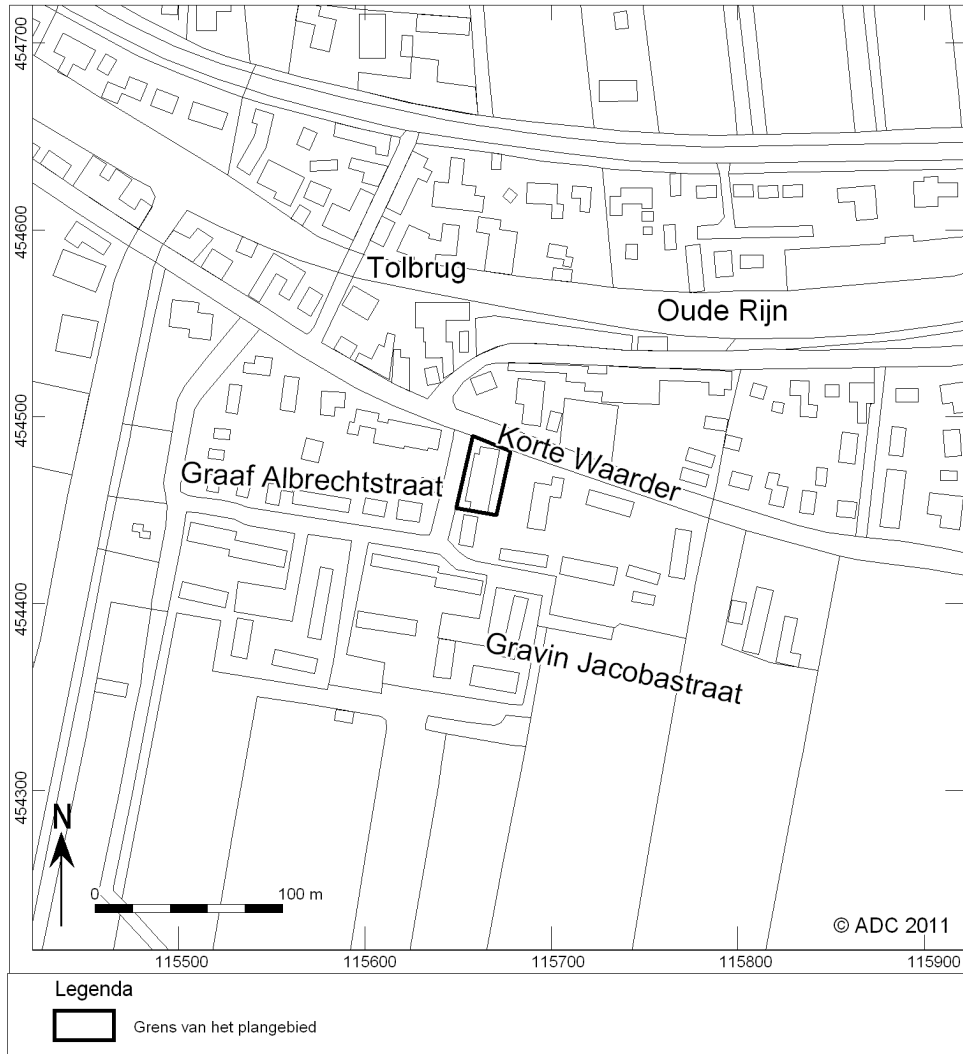 454700
454600
454500
454400
454300
Tolbrug
Oude Rijn
Korte Waarder
Graaf Albrechtstraat
Gravin Jacobastraat
N
0 100 m
© ADC 2011
115500 115600 115700 115800 115900
Legenda
Grens van het plangebied